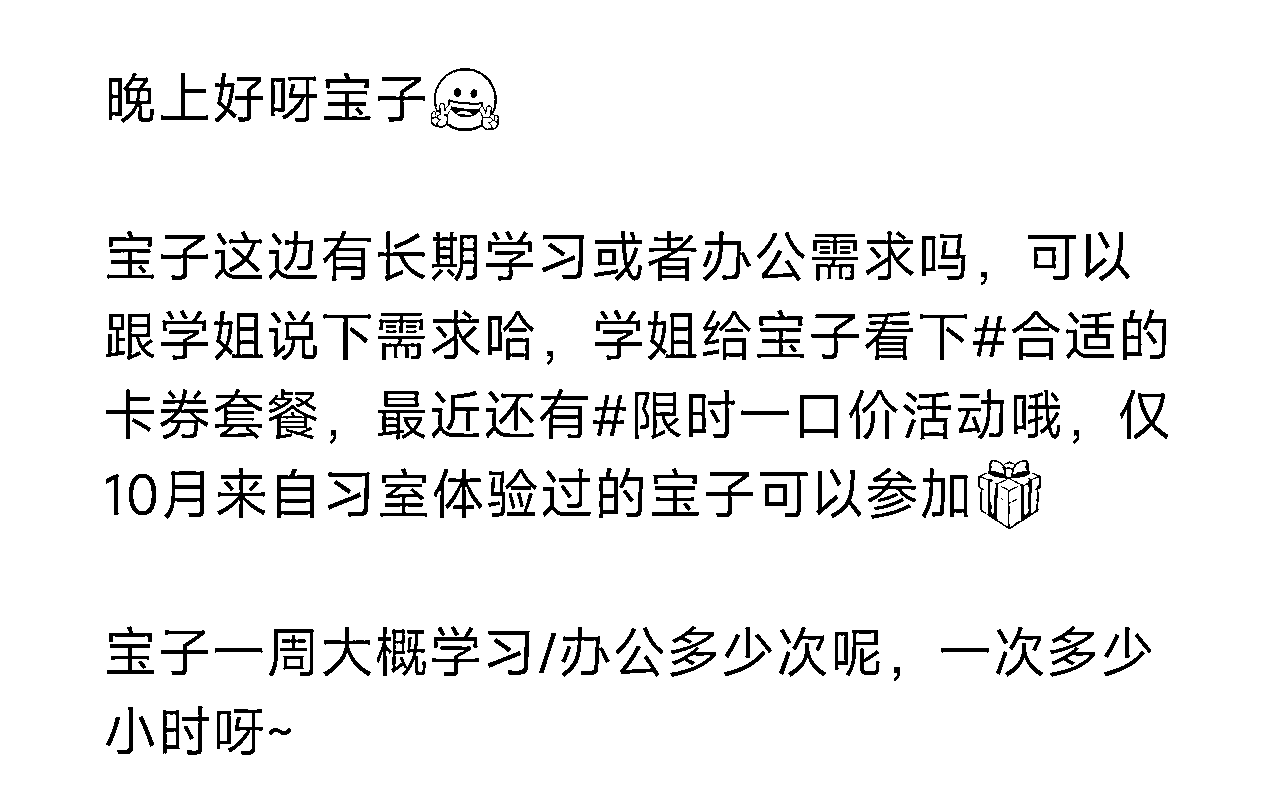 晚上好呀宝子
宝子这边有长期学习或者办公需求吗，可以
跟学姐说下需求哈，学姐给宝子看下#合适的
卡券套餐，最近还有#限时一口价活动哦，仅
10月来自习室体验过的宝子可以参加🎁
宝子一周大概学习/办公多少次呢，一次多少
小时呀~